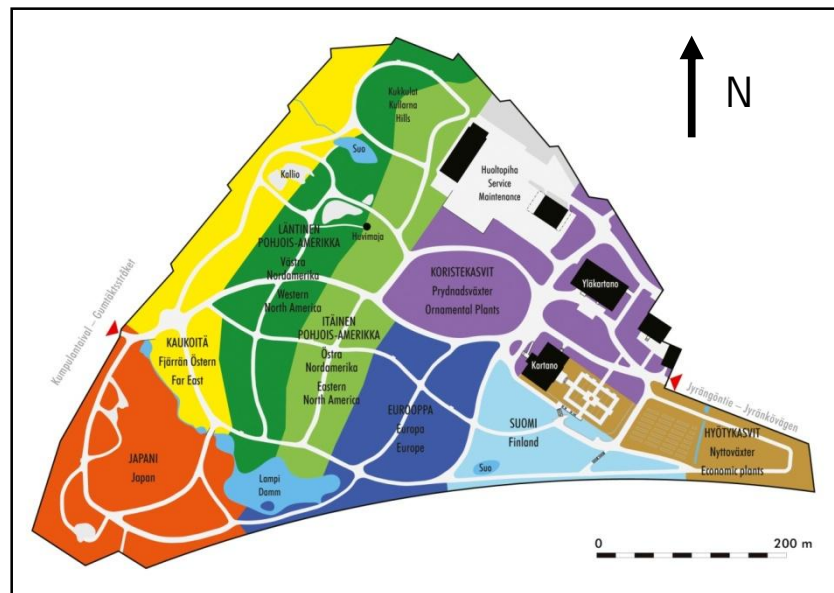 N
Kukkulat
Kullarna
Hills
Suo
Kallio
Huoltopiha
Service
Maintenance
Huvimaja
LÄNTINEN
POHJOIS-AMERIKKA
Västra
Nordamerika
Western
North America
KORISTEKASVIT
Prydnadsväxter
Ornamental Plants
Yläkartano
Kumpulantaival – Gumtäktsstråket
ITÄINEN
POHJOIS-AMERIKKA
Östra
Nordamerika
Eastern
North America
KAUKOITÄ
Fjärrän Östern
Far East
Kartano
Jyrängöntie – Jyränkövägen
EUROOPPA
Europa
Europe
SUOMI
Finland
HYÖTYKASVIT
Nyttoväxter
Economic plants
JAPANI
Japan
Lampi
Damm
Suo
0 200 m